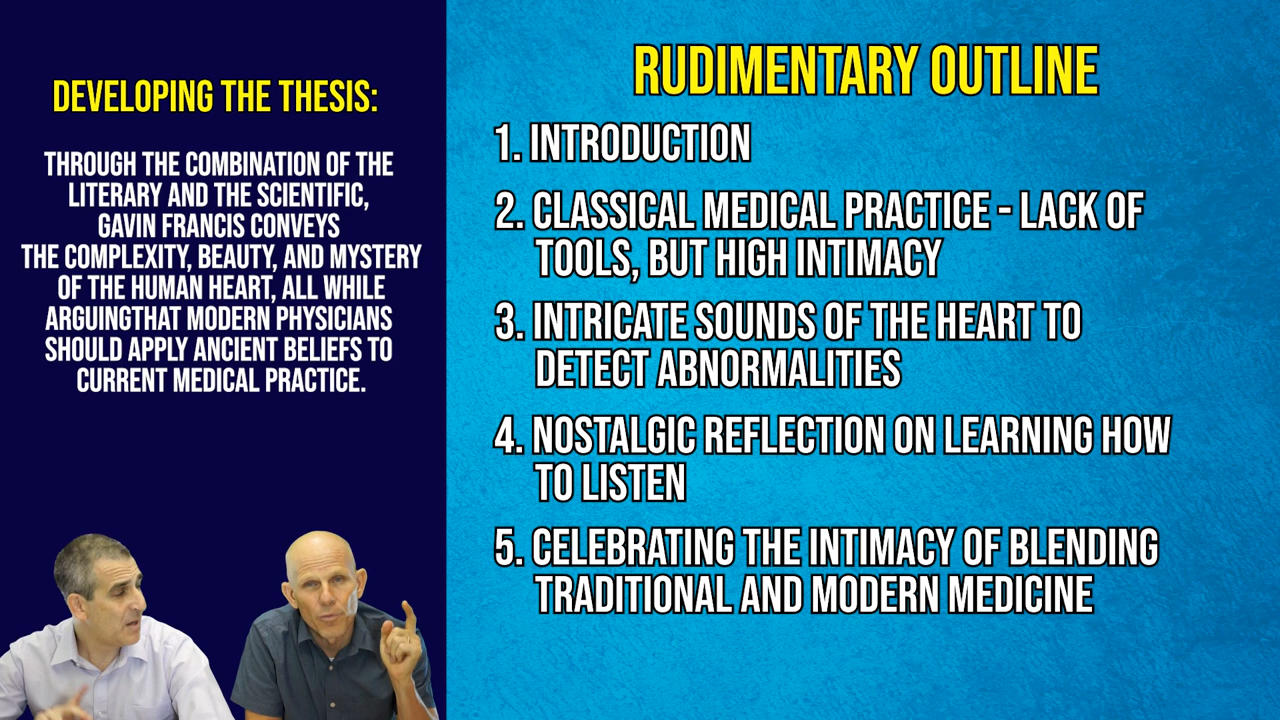 DEVELOPING THE THESIS:
THROUGH THE COMBINATION OF THE
LITERARY AND THE SCIENTIFIC,
GAVIN FRANCIS CONVEYS
THE COMPLEXITY, BEAUTY, AND MYSTERY
OF THE HUMAN HEART, ALL WHILE
ARGUINGTHAT MODERN PHYSICIANS
SHOULD APPLY ANCIENT BELIEFS TO
CURRENT MEDICAL PRACTICE.
RUDIMENTARY OUTLINE
1. INTRODUCTION
2. CLASSICAL MEDICAL PRACTICE - LACK OF
TOOLS, BUT HIGH INTIMACY
3. INTRICATE SOUNDS OF THE HEART TO
DETECT ABNORMALITIES
4. NOSTALGIC REFLECTION ON LEARNING HOW
TO LISTEN
5. CELEBRATING THE INTIMACY OF BLENDING
TRADITIONAL AND MODERN MEDICINE